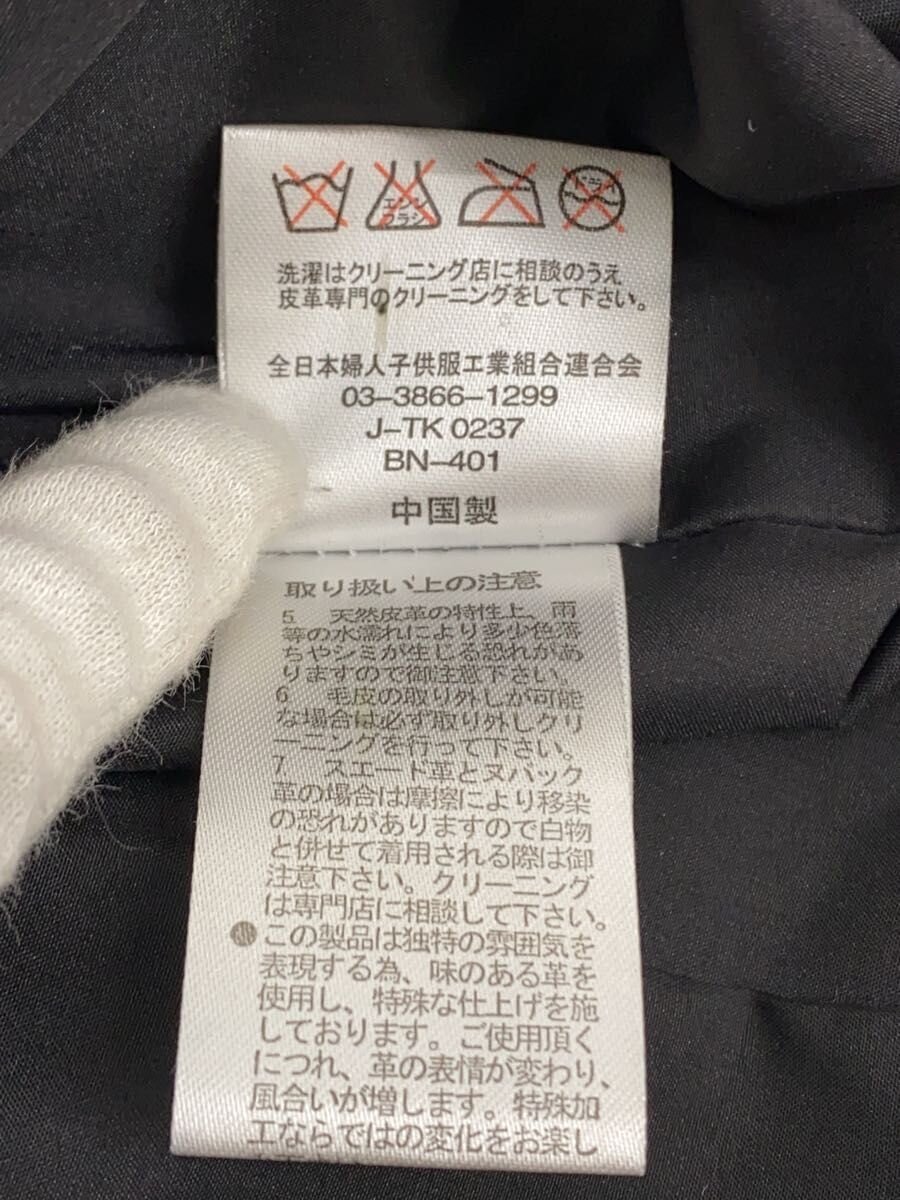 エンソ
ブラシ
ドライ
洗濯はクリーニング店に相談のうえ
皮革専門のクリーニングをして下さい。
全日本婦人子供服工業組合連合会
03-3866-1299
J-TK 0237
BN-401
中国製
取り扱い上の注意
5. 天然皮革の特性上、雨
等の水濡れにより多少色落
ちやシミが生じる恐れがあ
りますので御注意下さい。
6 毛皮の取り外しが可能
な場合は必ず取り外しクリ
ーニングを行って下さい。
7. スエード革とヌバック
革の場合は摩擦により移染
の恐れがありますので白物
と併せて着用される際は御
注意下さい。クリーニング
は専門店に相談して下さい。
この製品は独特の雰囲気を
表現する為、味のある革を
使用し、特殊な仕上げを施
しております。ご使用頂く
につれ、革の表情が変わり、
風合いが増します。特殊加
工ならではの変化をお楽し